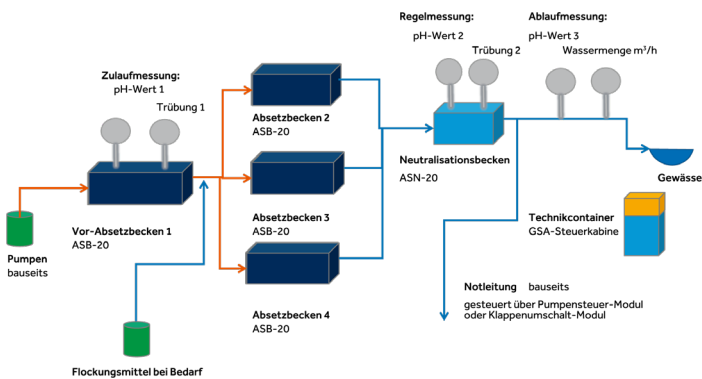 Regelmessung:
pH-Wert 2
Trübung 2
Ablaufmessung:
pH-Wert 3
Wassermenge m³/h
Zulaufmessung:
pH-Wert 1
Trübung 1
Absetzbecken 2
ASB-20
Neutralisationsbecken
ASN-20
Gewässer
Vor-Absetzbecken 1
ASB-20
Absetzbecken 3
ASB-20
Technikcontainer
GSA-Steuerkabine
Pumpen
bauseits
Notleitung bauseits
gesteuert über Pumpensteuer-Modul
oder Klappenumschalt-Modul
Absetzbecken 4
ASB-20
Flockungsmittel bei Bedarf